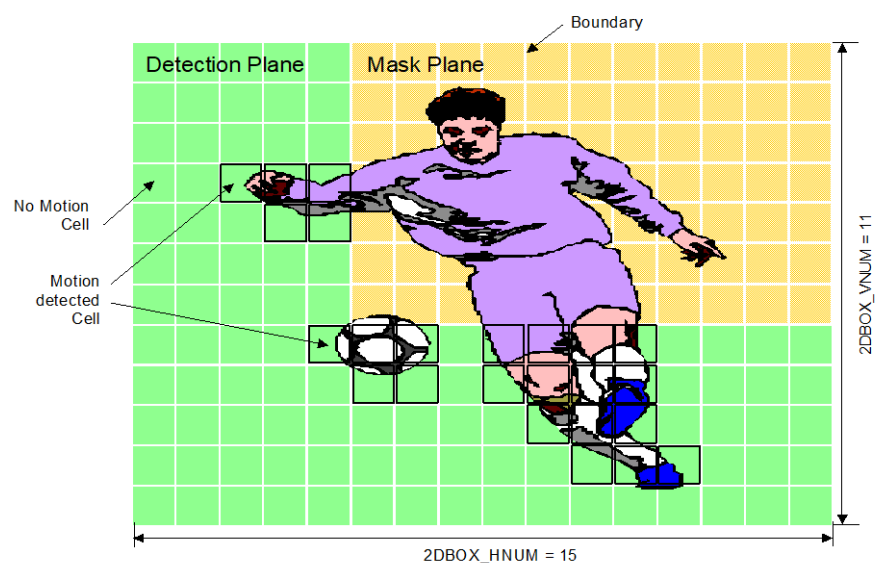 Boundary
Detection Plane
Mask Plane
No Motion
Cell
Motion
detected
Cell
2DBOX_VNUM = 11
2DBOX_HNUM = 15